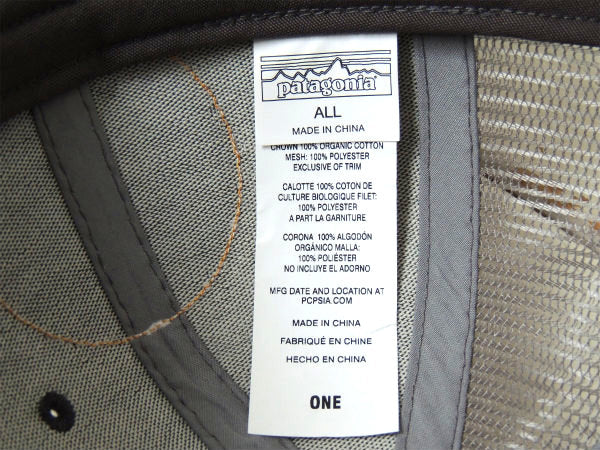 patagonia
ALL
MADE IN CHINA
CROWN 100% ORGANIC COTTON
MESH: 100% POLYESTER
EXCLUSIVE OF TRIM
CALOTTE 100% COTON DE
CULTURE BIOLOGIQUE FILET:
100% POLYESTER
A PART LA GARNITURE
CORONA 100% ALGODÓN
ORGÁNICO MALLA:
100% POLIÉSTER
NO INCLUYE EL ADORNO
MFG DATE AND LOCATION AT
PCPSIA.COM
MADE IN CHINA
FABRIQUÉ EN CHINE
HECHO EN CHINA
ONE